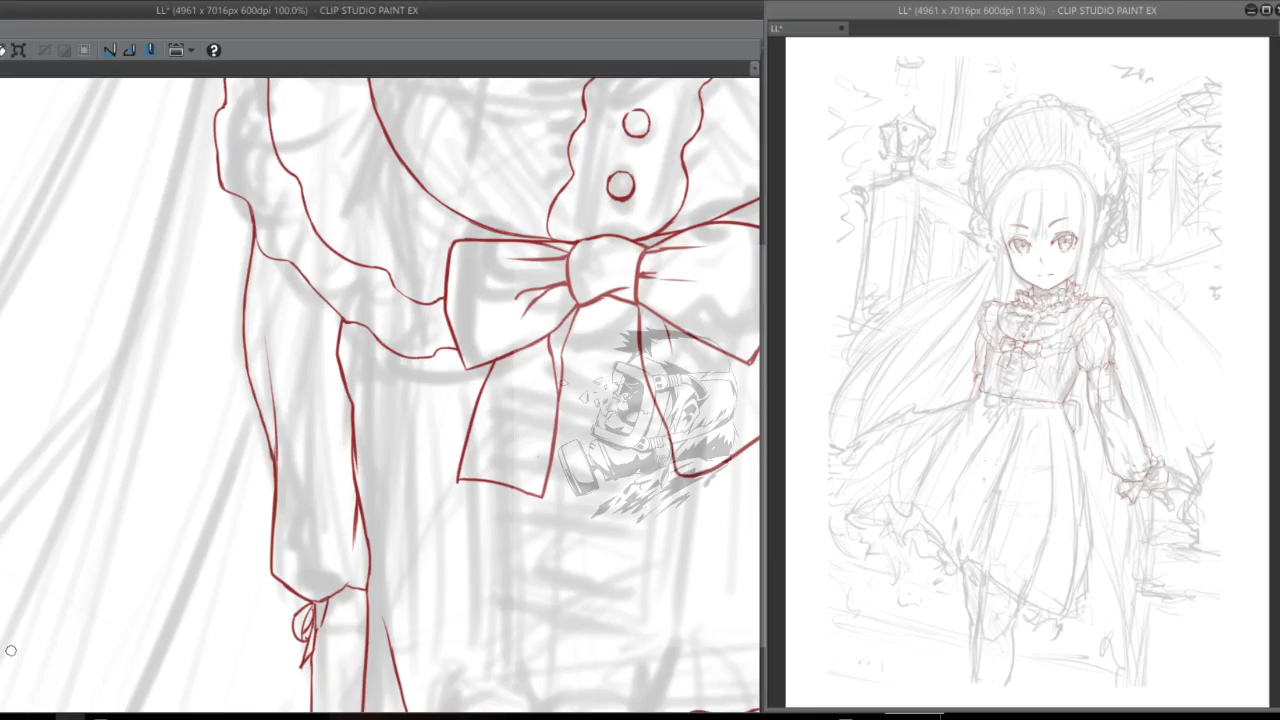 LL* (4961 x 7016px 600dpi 100.0%) - CLIP STUDIO PAINT EX
LL* (4961 x 7016px 600dpi 11.8%) - CLIP STUDIO PAINT EX
LL*